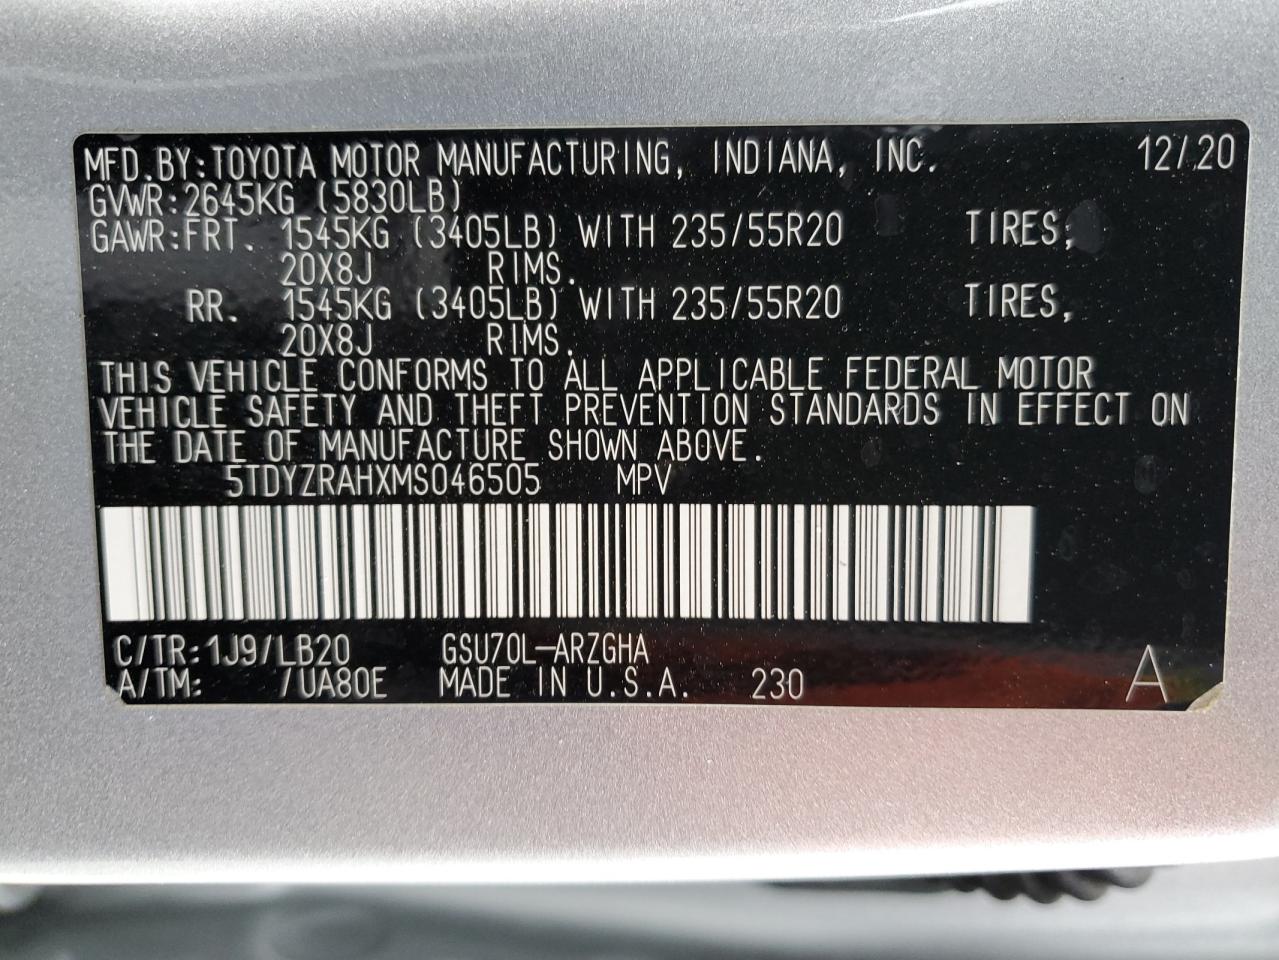 MFD.BY:TOYOTA MOTOR MANUFACTURING, INDIANA, INC. 12/20
GVWR:2645KG (5830LB)
GAWR:FRT. 1545KG (3405LB) WITH 235/55R20 TIRES,
20X8J RIMS.
RR. 1545KG (3405LB) WITH 235/55R20 TIRES,
20X8J RIMS.
THIS VEHICLE CONFORMS TO ALL APPLICABLE FEDERAL MOTOR
VEHICLE SAFETY AND THEFT PREVENTION STANDARDS IN EFFECT ON
THE DATE OF MANUFACTURE SHOWN ABOVE.
5TDYZRAHXMS046505 MPV
C/TR:1J9/LB20 GSU70L-ARZGHA
A/TM: /UA80E MADE IN U.S.A. 230 A